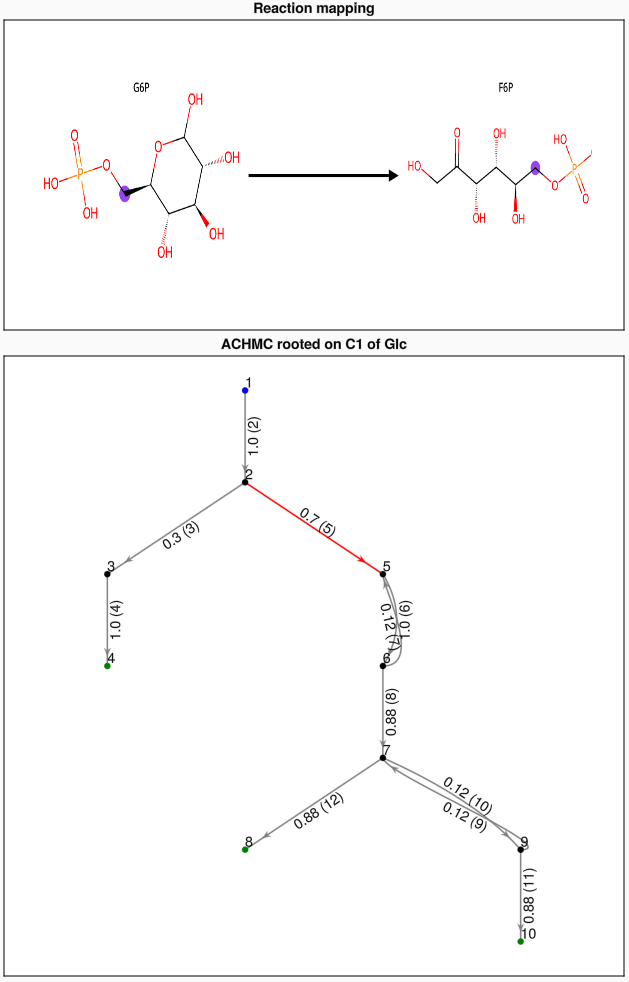 Reaction mapping
G6P
F6P
OH
O
OH
O
O
P
HO
OH
OH
OH
HO
O
OH
HO
P
O
O
OH
OH
ACHMC rooted on C1 of Glc
1
1.0 (2)
2
0.3 (3)
0.7 (5)
3
5
1.0 (4)
0.12 (7)
1.0 (6)
4
6
0.88 (8)
7
0.88 (12)
0.12 (10)
0.12 (9)
8
9
0.88 (11)
10